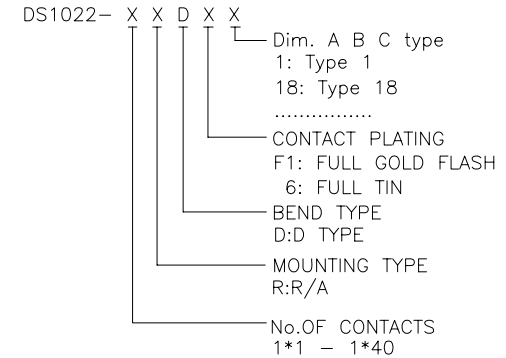 DS1022- X X D X X
Dim. A B C type
1: Type 1
18: Type 18
................
CONTACT PLATING
F1: FULL GOLD FLASH
6: FULL TIN
BEND TYPE
D:D TYPE
MOUNTING TYPE
R:R/A
No.OF CONTACTS
1*1 - 1*40